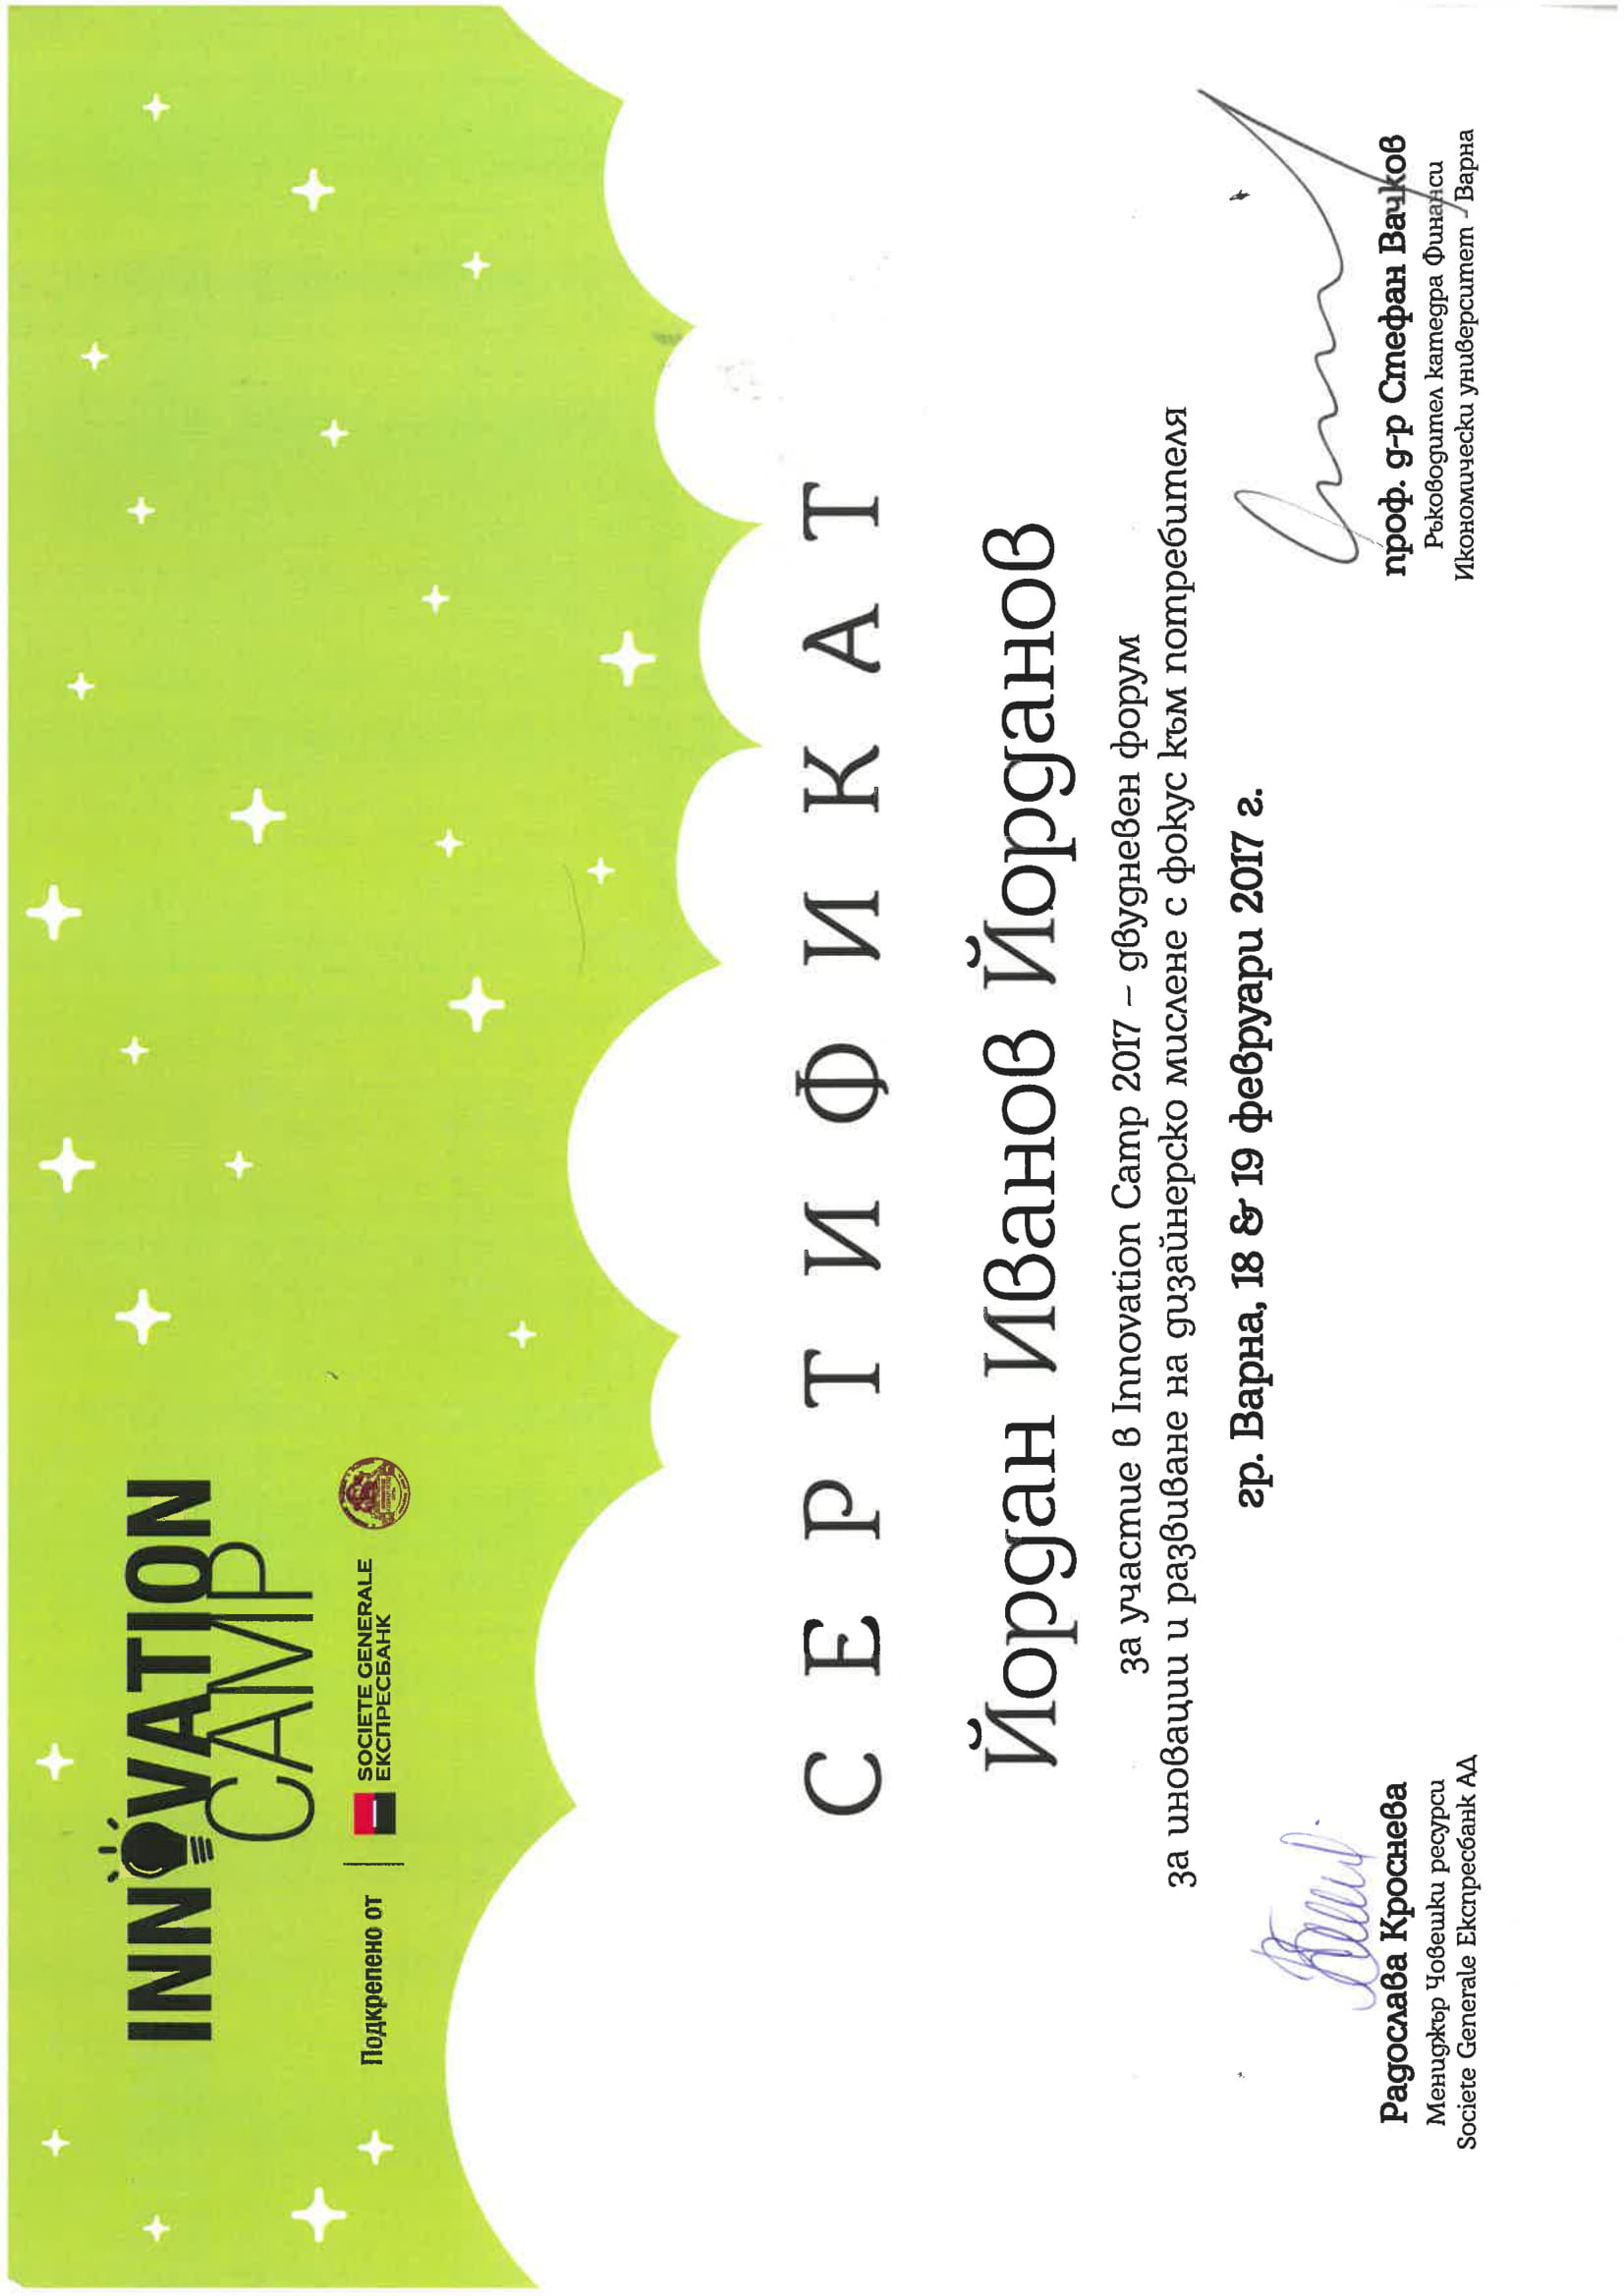 INNOVATION
CAMP
Подкрепено от
SOCIETE GENERALE
ЕКСПРЕСБАНК
СЕРТИФИКАТ
Йордан Иванов Йорданов
за участие в Innovation Camp 2017 – двудневен форум
за иновации и развиване на дизайнерско мислене с фокус към потребителя
гр. Варна, 18 & 19 февруари 2017 г.
Радослава Кроснева
Мениджър Човешки ресурси
Societe Generale Експресбанк АД
проф. д-р Стефан Вачков
Ръководител катедра Финанси
Икономически университет - Варна